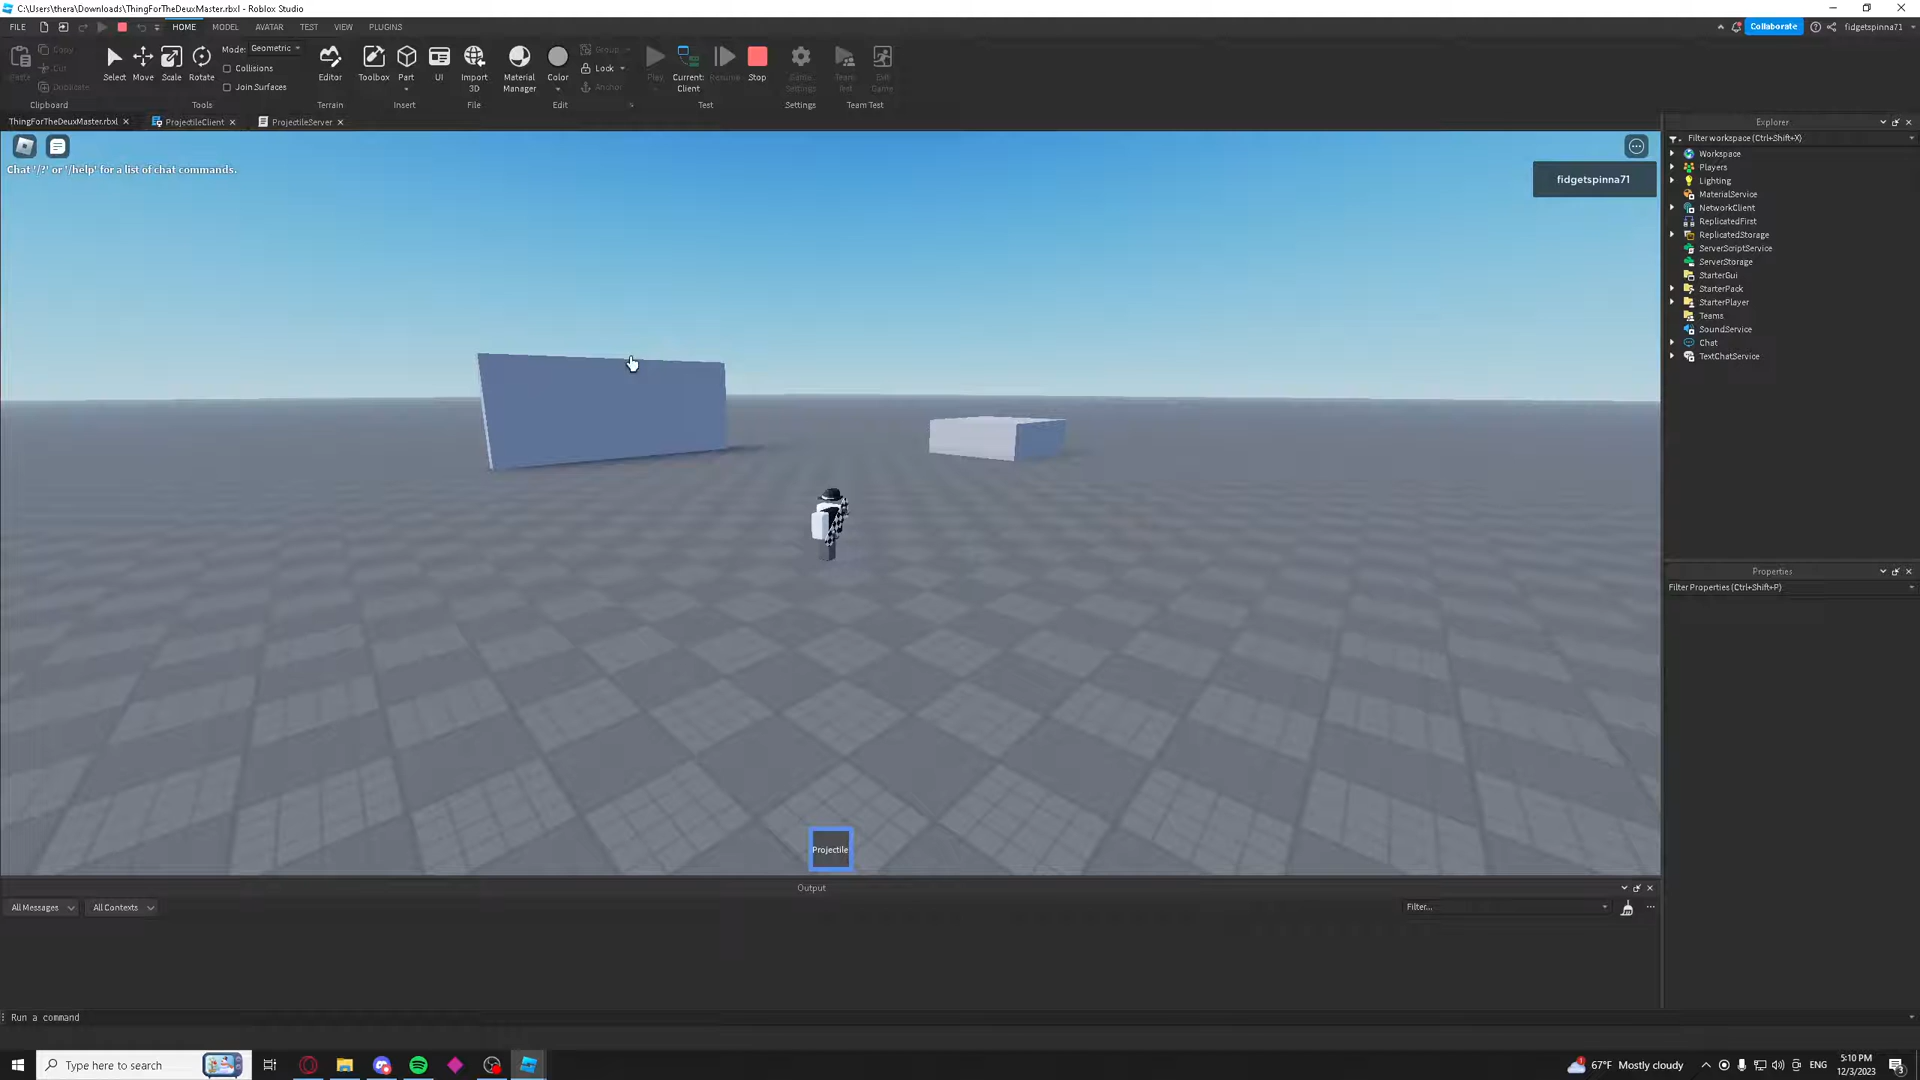 C:\Users\thera\Downloads\ThingForTheDeuxMaster.rbxl - Roblox Studio
FILE HOME MODEL AVATAR TEST VIEW PLUGINS Collaborate fidgetspinna71
Paste Copy Cut Duplicate
Select Move Scale Rotate
Mode: Geometric
Collisions
Join Surfaces
Editor Toolbox Part UI Import 3D Material Manager Color
Group
Lock
Anchor
Play Current: Client Resume Stop Game Settings Team Test Exit Game
Clipboard Tools Terrain Insert File Edit Test Settings Team Test
ThingForTheDeuxMaster.rbxl ProjectileClient ProjectileServer
Chat '/?' or '/help' for a list of chat commands.
fidgetspinna71
Projectile
Explorer
Filter workspace (Ctrl+Shift+X)
Workspace
Players
Lighting
MaterialService
NetworkClient
ReplicatedFirst
ReplicatedStorage
ServerScriptService
ServerStorage
StarterGui
StarterPack
StarterPlayer
Teams
SoundService
Chat
TextChatService
Properties
Filter Properties (Ctrl+Shift+P)
Output
All Messages All Contexts Filter...
Run a command
Type here to search
67°F Mostly cloudy ENG
5:10 PM
12/3/2023
3